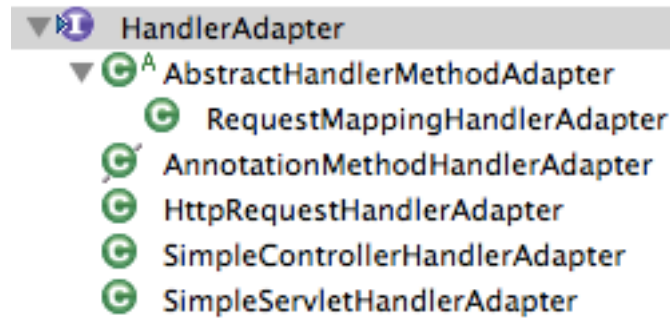 HandlerAdapter
AbstractHandlerMethodAdapter
RequestMappingHandlerAdapter
AnnotationMethodHandlerAdapter
HttpRequestHandlerAdapter
SimpleControllerHandlerAdapter
SimpleServletHandlerAdapter